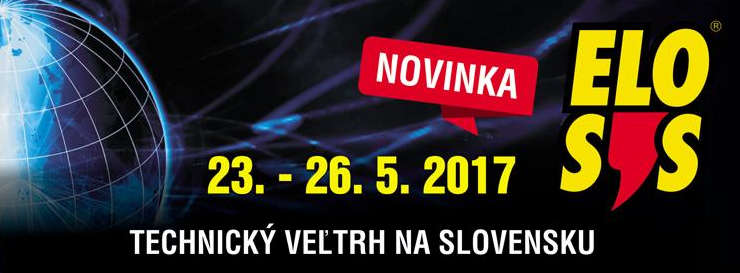 NOVINKA
ELO
SYS
®
23. - 26. 5. 2017
TECHNICKÝ VEĽTRH NA SLOVENSKU